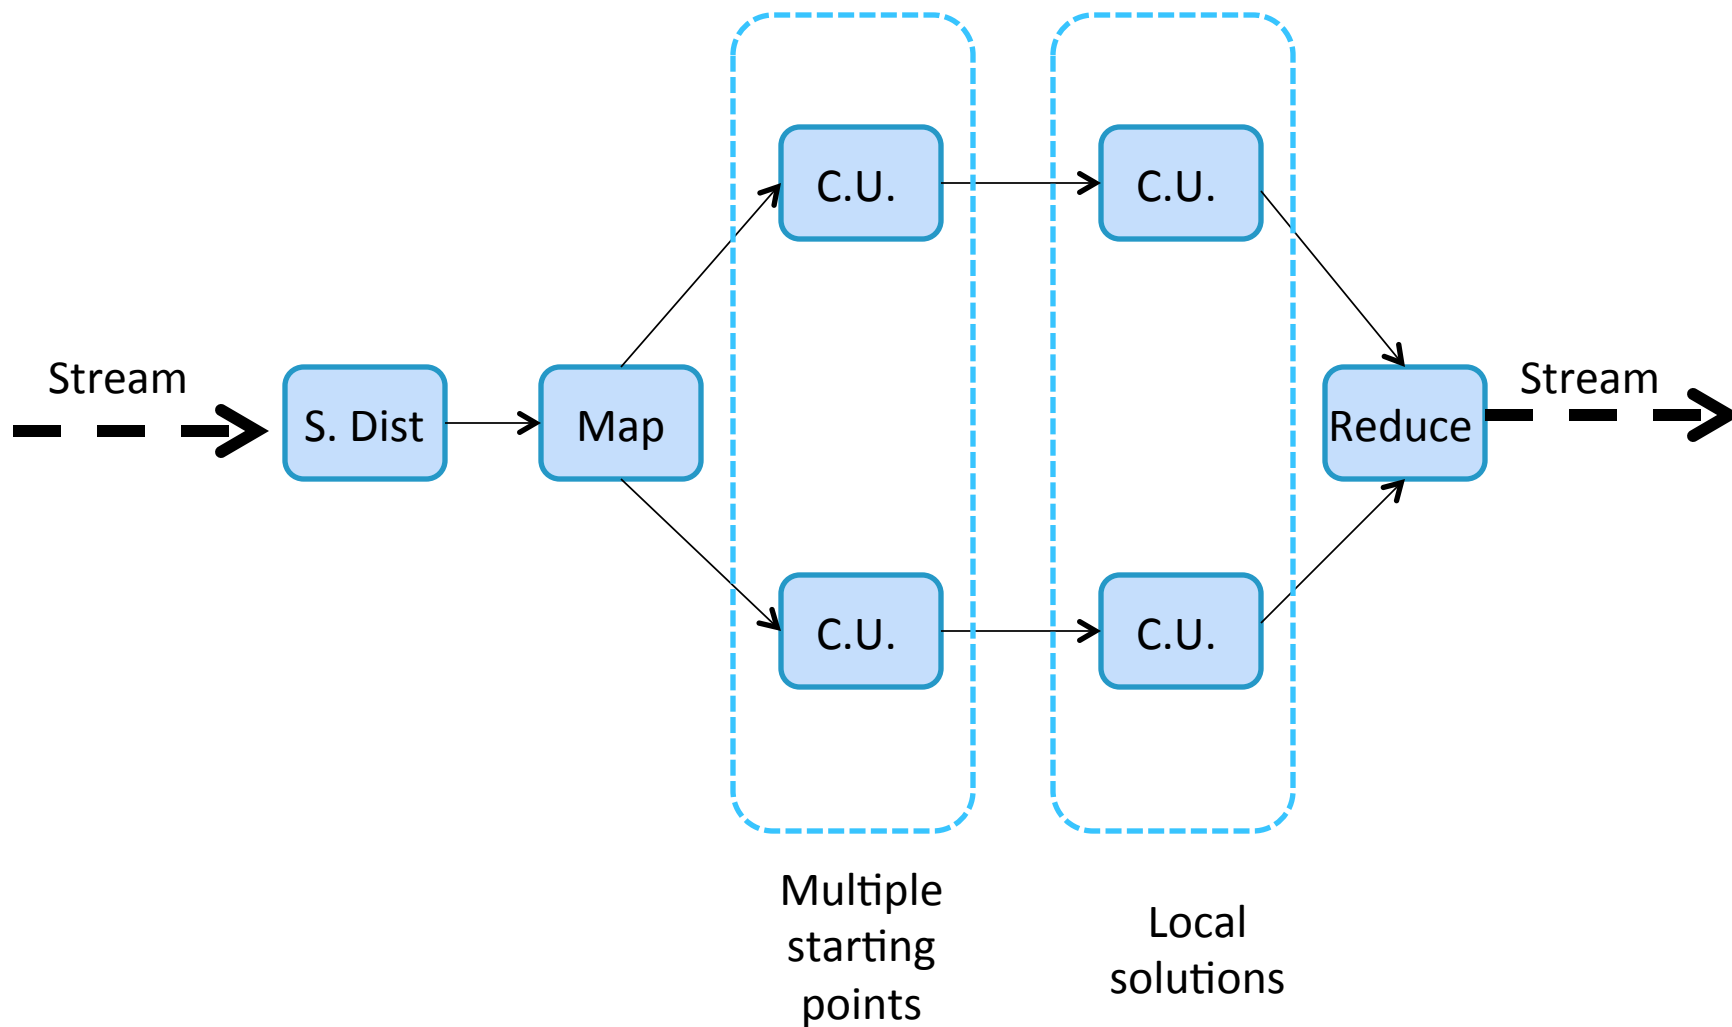 C.U.
C.U.
Stream
S. Dist
Map
Reduce
Stream
C.U.
C.U.
Multiple
starting
points
Local
solutions